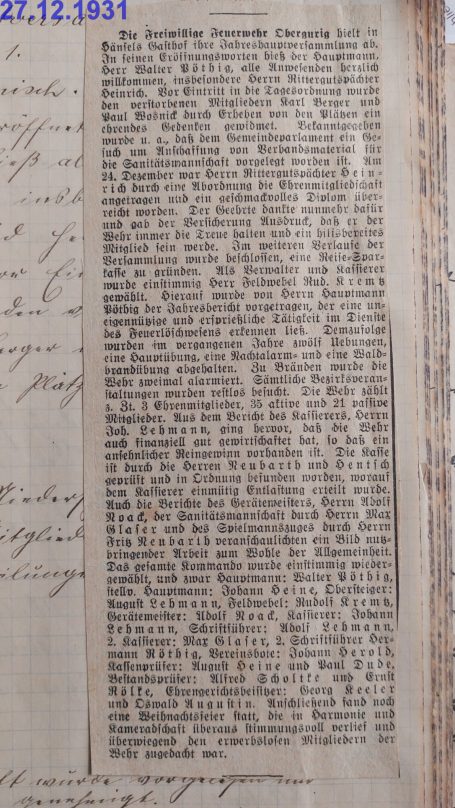 27.12.1931
Die Freiwillige Feuerwehr Obergurig hielt in
Hänsels Gasthof ihre Jahreshauptversammlung ab.
In seinen Eröffnungsworten hieß der Hauptmann,
Herr Walter Pöthig, alle Anwesenden herzlich
willkommen, insbesondere Herrn Rittergutspächter
Heinrich. Vor Eintritt in die Tagesordnung wurde
den verstorbenen Mitgliedern Karl Berger und
Paul Wosnick durch Erheben von den Plätzen ein
ehrendes Gedenken gewidmet. Bekanntgegeben
wurde u. a., daß dem Gemeindeparlament ein Ge-
such um Anschaffung von Verbandsmaterial für
die Sanitätsmannschaft vorgelegt worden ist. Am
24. Dezember war Herrn Rittergutspächter Hein-
rich durch eine Abordnung die Ehrenmitgliedschaft
angetragen und ein geschmackvolles Diplom über-
reicht worden. Der Geehrte dankte nunmehr dafür
und gab der Versicherung Ausdruck, daß er der
Wehr immer die Treue halten und ein hilfsbereites
Mitglied sein werde. Im weiteren Verlaufe der
Versammlung wurde beschlossen, eine Reise-Spar-
kasse zu gründen. Als Verwalter und Kassierer
wurde einstimmig Herr Feldwebel Rud. Kremtz
gewählt. Hierauf wurde von Herrn Hauptmann
Pöthig der Jahresbericht vorgetragen, der eine un-
eigennützige und ersprießliche Tätigkeit im Dienste
des Feuerlöschwesens erkennen ließ. Demzufolge
wurden im vergangenen Jahre zwölf Uebungen,
eine Hauptübung, eine Nachtalarm- und eine Wald-
brandübung abgehalten. Zu Bränden wurde die
Wehr zweimal alarmiert. Sämtliche Bezirksveran-
staltungen wurden restlos besucht. Die Wehr zählt
z. Zt. 3 Ehrenmitglieder, 35 aktive und 21 passive
Mitglieder. Aus dem Bericht des Kassierers, Herrn
Joh. Lehmann, ging hervor, daß die Wehr
auch finanziell gut gewirtschaftet hat, so daß ein
ansehnlicher Reingewinn vorhanden ist. Die Kasse
ist durch die Herren Neubarth und Hentsch
geprüft und in Ordnung befunden worden, worauf
dem Kassierer einmütig Entlastung erteilt wurde.
Auch die Berichte des Gerätemeisters, Herrn Adolf
Noack, der Sanitätsmannschaft durch Herrn Max
Glaser und des Spielmannszuges durch Herrn
Fritz Neubarth veranschaulichten ein Bild nutz-
bringender Arbeit zum Wohle der Allgemeinheit.
Das gesamte Kommando wurde einstimmig wieder-
gewählt, und zwar Hauptmann: Walter Pöthig,
stellv. Hauptmann: Johann Heine, Obersteiger:
August Lehmann, Feldwebel: Rudolf Kremtz,
Gerätemeister: Adolf Noack, Kassierer: Johann
Lehmann, Schriftführer: Adolf Lehmann,
2. Kassierer: Max Glaser, 2. Schriftführer Her-
mann Röthig, Vereinsbote: Johann Herold,
Kassenprüfer: August Heine und Paul Dude,
Bestandsprüfer: Alfred Scholtke und Ernst
Rölke, Ehrengerichtsbeisitzer: Georg Keeler
und Oswald Augustin. Anschließend fand noch
eine Weihnachtsfeier statt, die in Harmonie und
Kameradschaft überaus stimmungsvoll verlief und
überwiegend den erwerbslosen Mitgliedern der
Wehr zugedacht war.
wurde vorgelesen und
genehmigt.